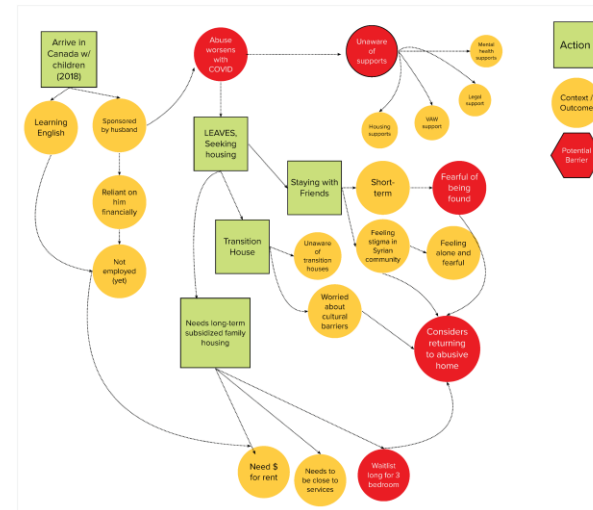 Arrive in
Canada w/
children
(2018)
Abuse
worsens
with
COVID
Unaware
of
supports
Mental
health
supports
Action
Legal
support
Context /
Outcome
Learning
English
Sponsored
by husband
Housing
supports
VAW
support
LEAVES,
Seeking
housing
Potential
Barrier
Reliant on
him
financially
Staying with
Friends
Short-
term
Fearful of
being
found
Transition
House
Unaware
of
transition
houses
Feeling
stigma in
Syrian
community
Feeling
alone and
fearful
Not
employed
(yet)
Worried
about
cultural
barriers
Needs long-term
subsidized family
housing
Considers
returning
to abusive
home
Need $
for rent
Needs to
be close to
services
Waitlist
long for 3
bedroom